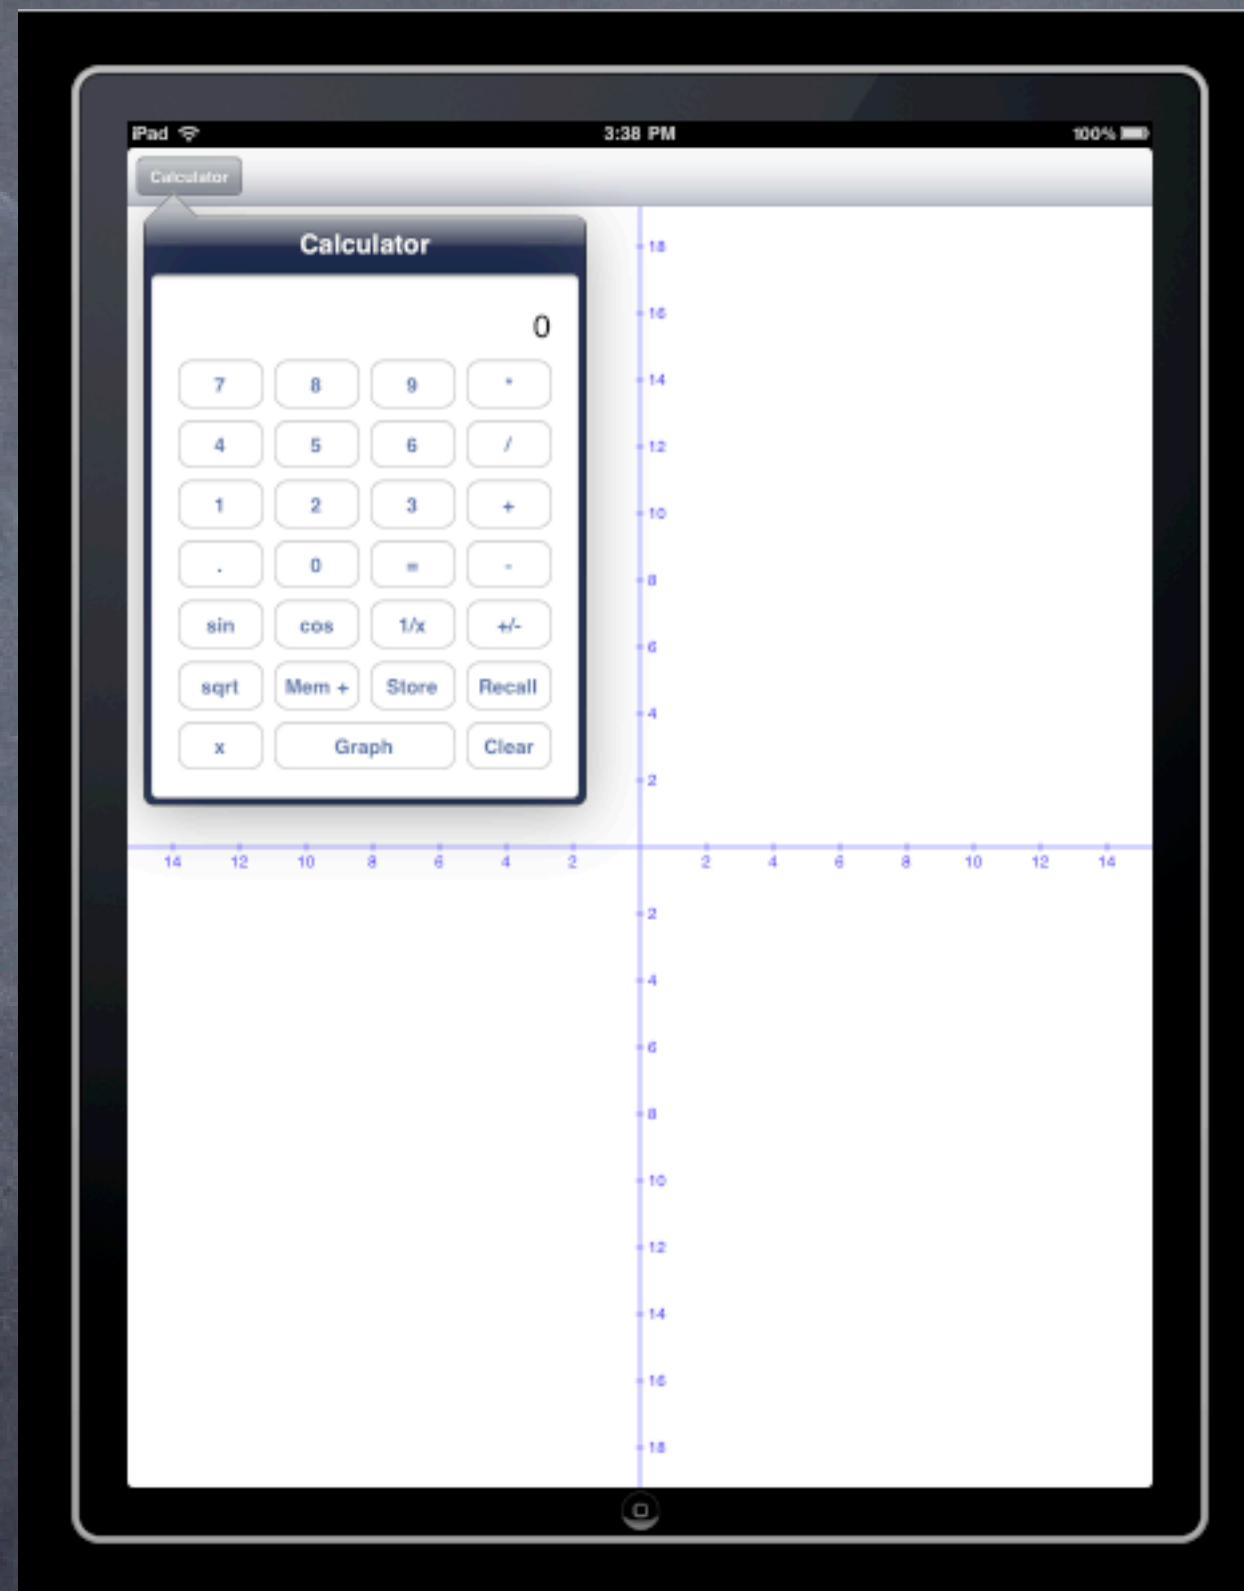 iPad 3:38 PM 100%
Calculator
Calculator
0
7 8 9 *
4 5 6 /
1 2 3 +
. 0 = -
sin cos 1/x +/-
sqrt Mem + Store Recall
x Graph Clear
18
16
14
12
10
8
6
4
2
14 12 10 8 6 4 2 2 4 6 8 10 12 14
2
4
6
8
10
12
14
16
18